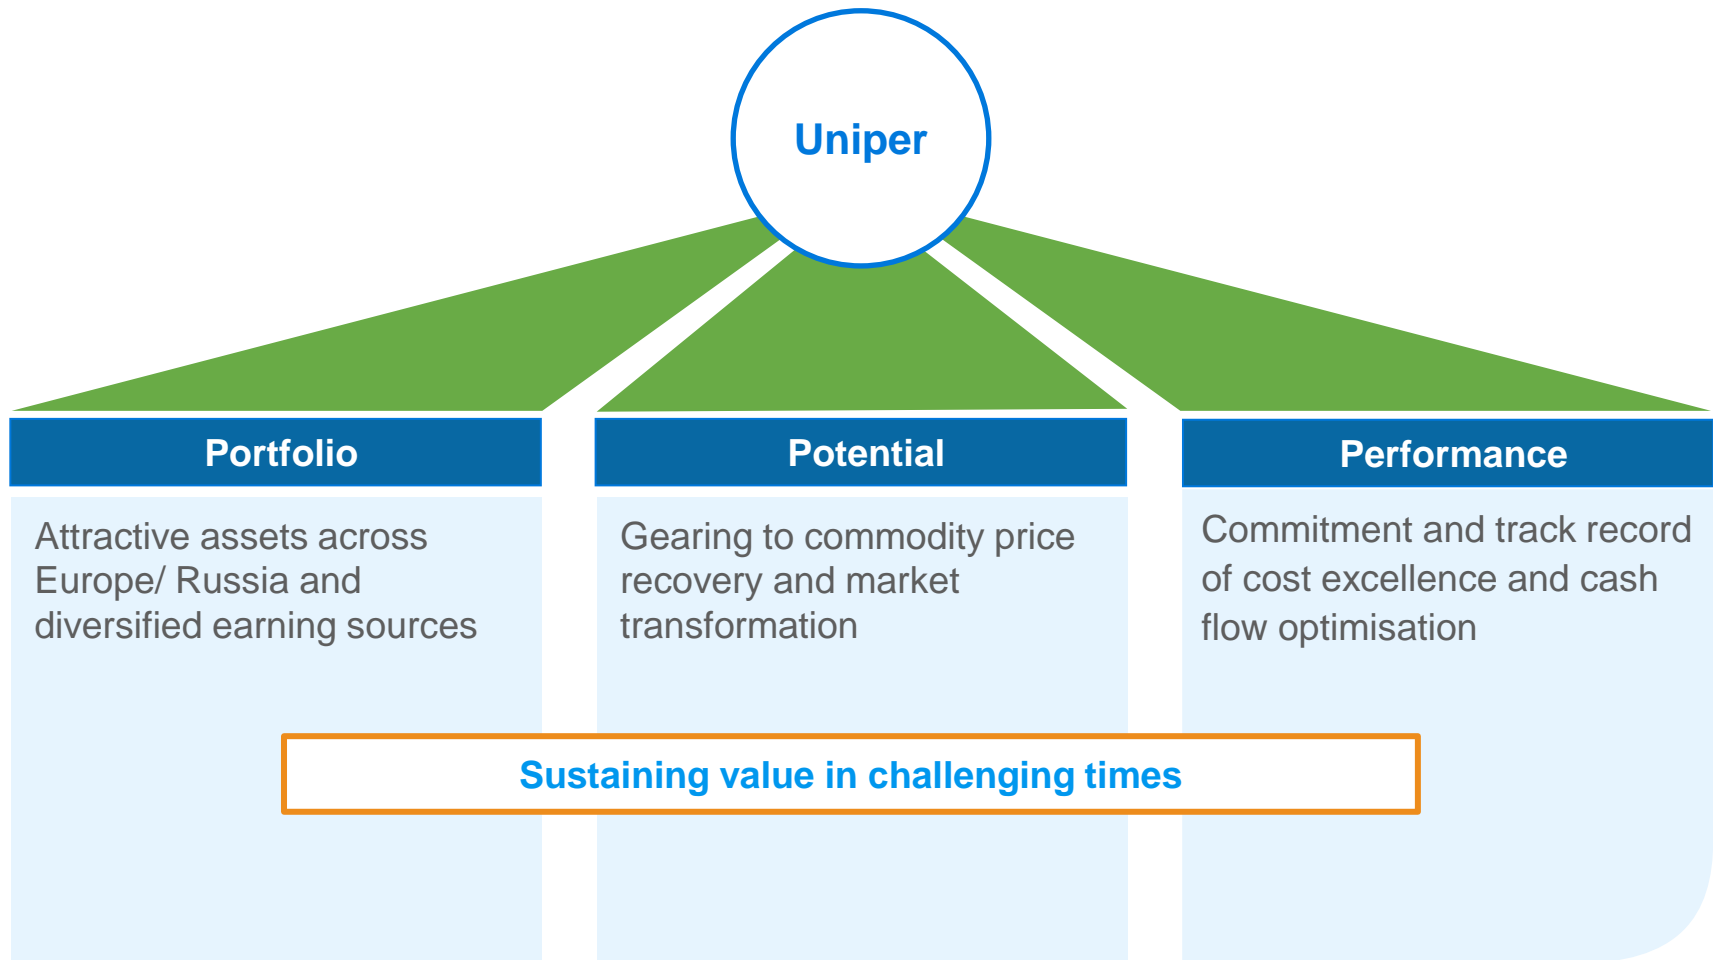 Uniper
Portfolio
Attractive assets across
Europe/ Russia and
diversified earning sources
Potential
Gearing to commodity price
recovery and market
transformation
Performance
Commitment and track record
of cost excellence and cash
flow optimisation
Sustaining value in challenging times